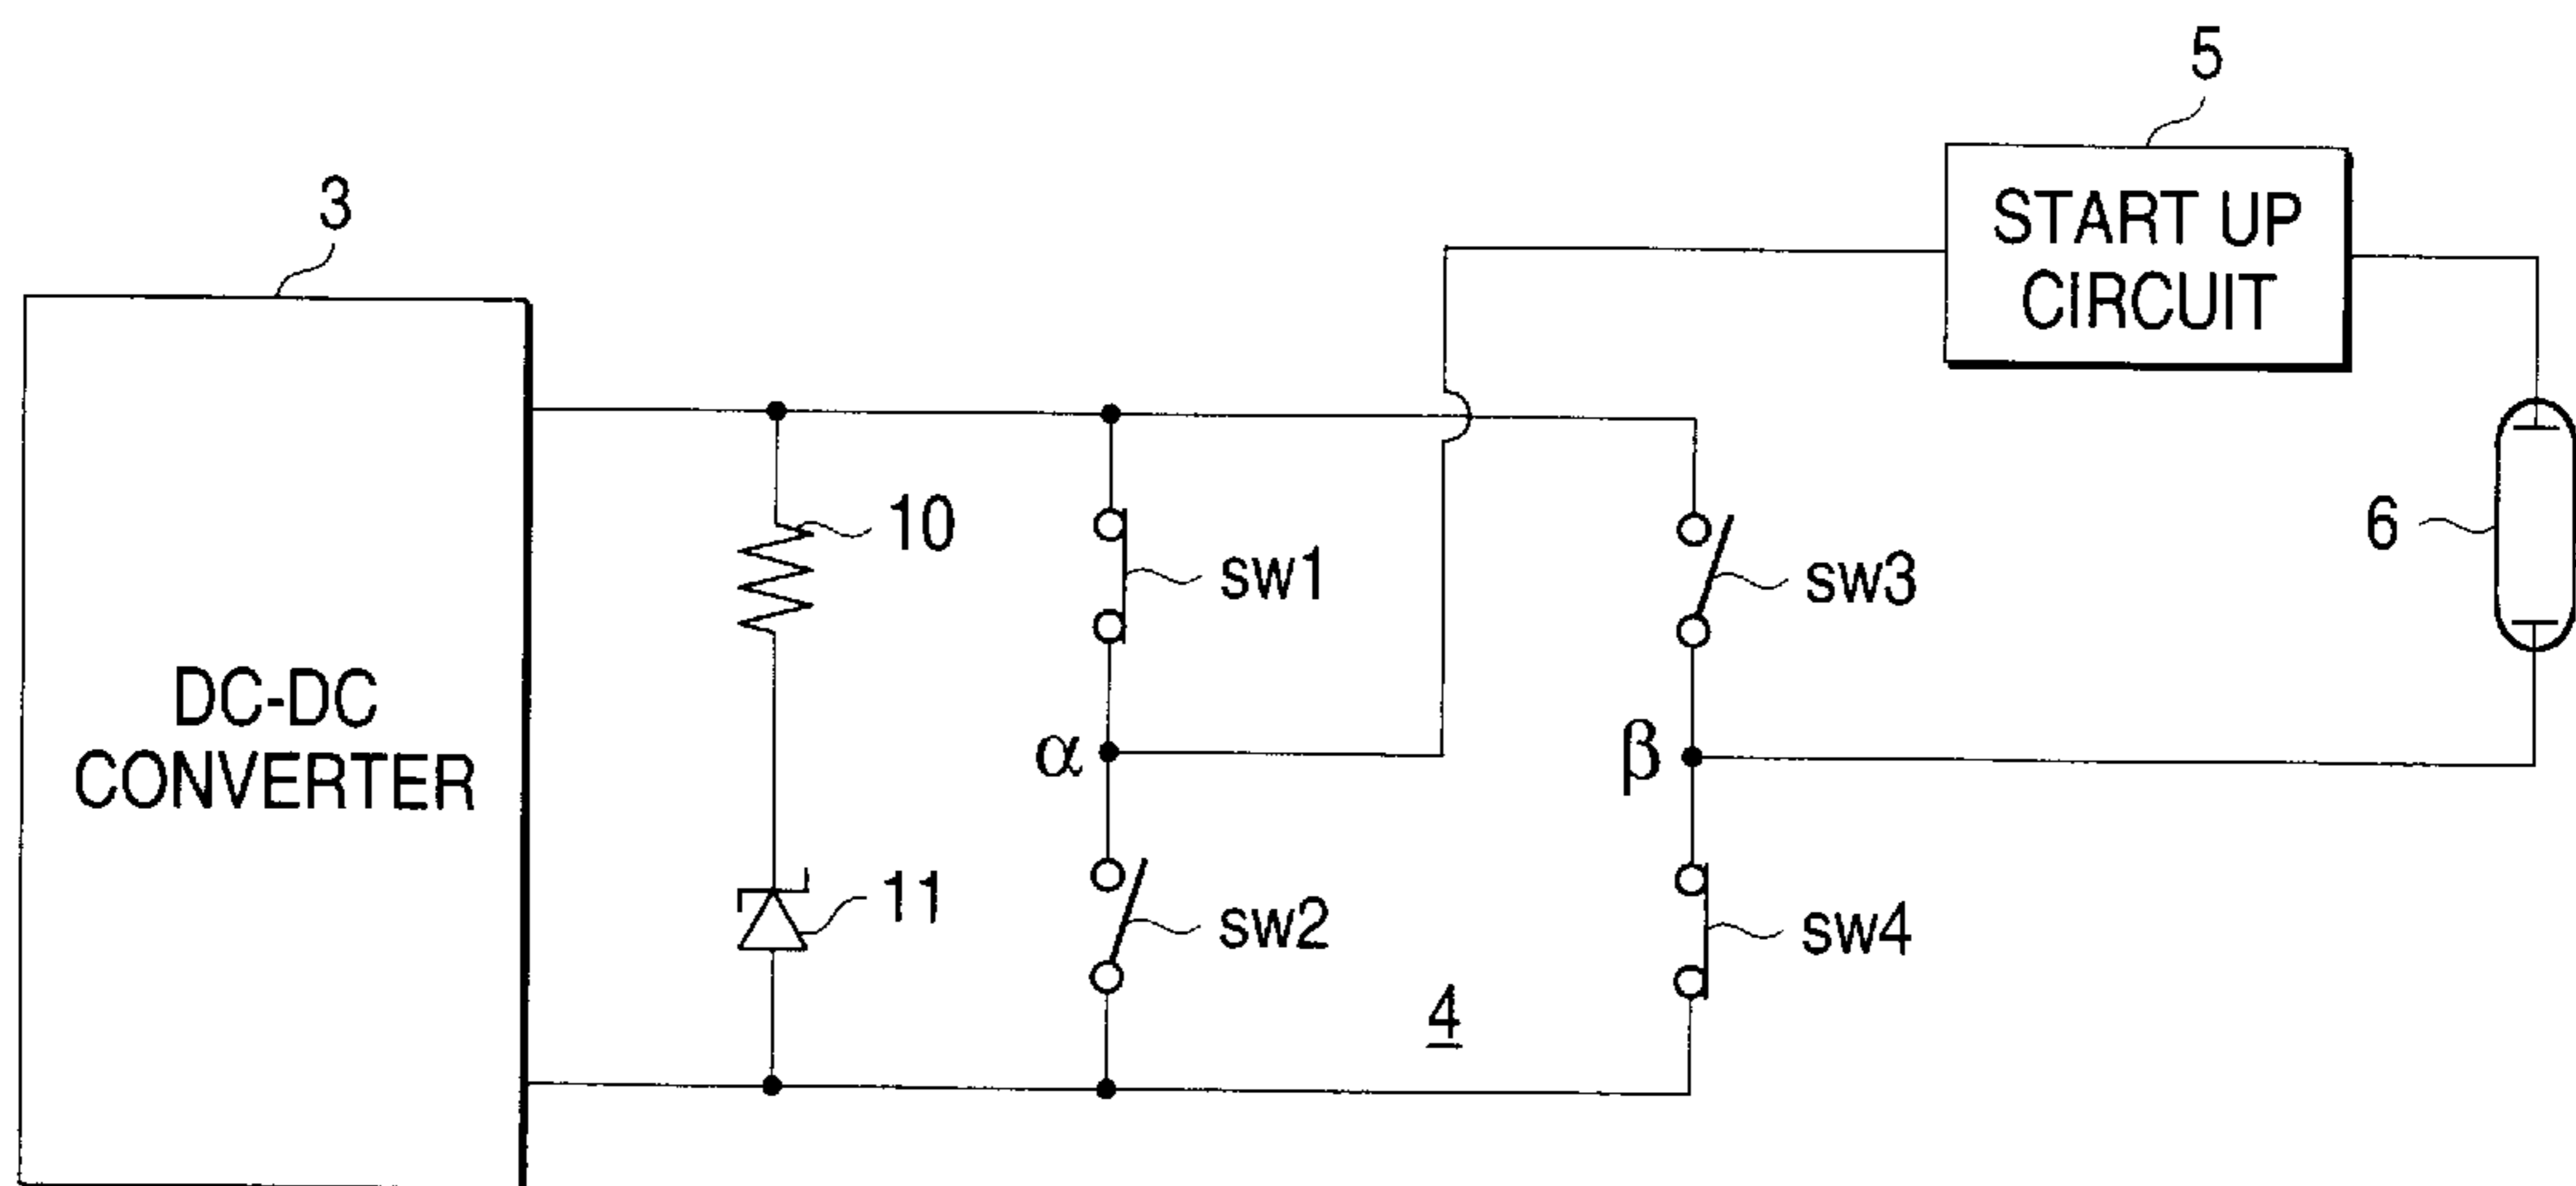 5
START UP
CIRCUIT
3
10
sw1
sw3
6
DC-DC
CONVERTER
α
β
11
sw2
sw4
4